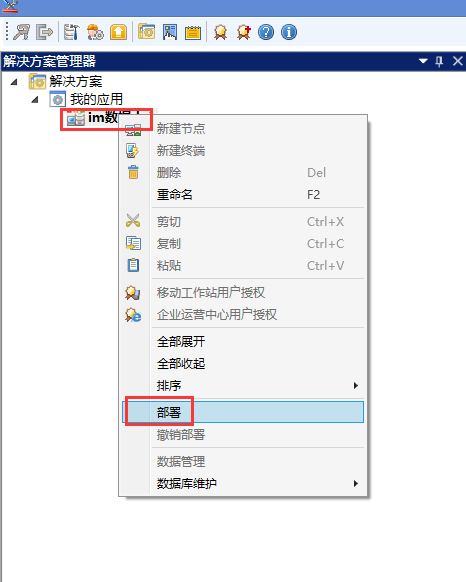 解决方案管理器
解决方案
我的应用
im数据
新建节点
新建终端
删除 Del
重命名 F2
剪切 Ctrl+X
复制 Ctrl+C
粘贴 Ctrl+V
移动工作站用户授权
企业运营中心用户授权
全部展开
全部收起
排序
部署
撤销部署
数据管理
数据库维护